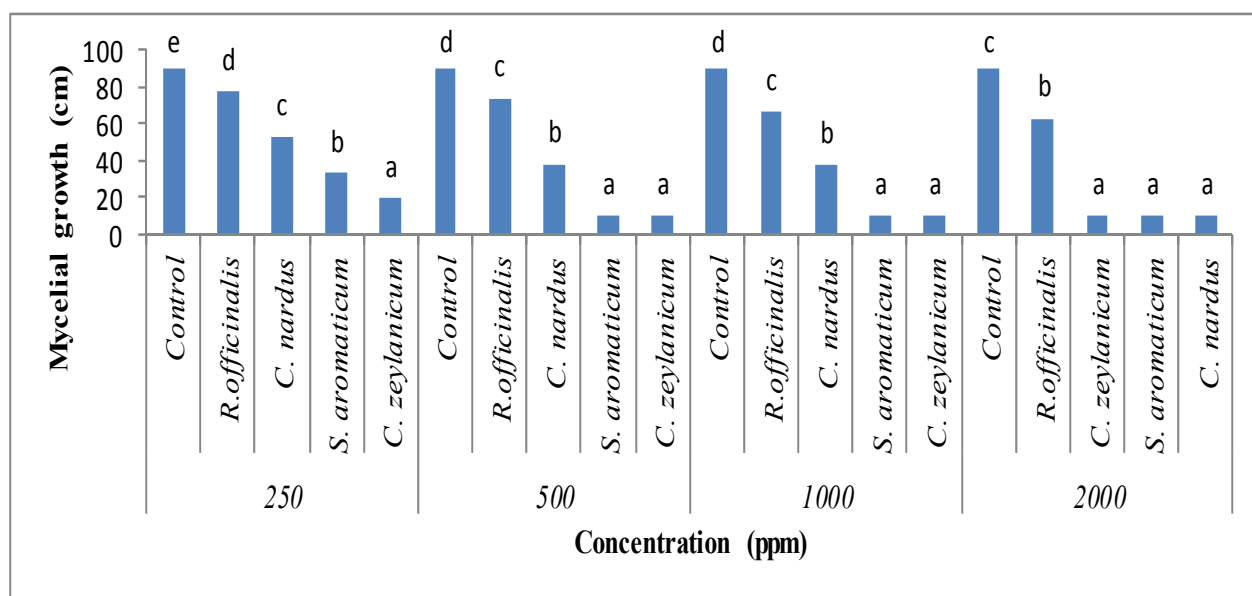 Mycelial growth (cm)
100
80
60
40
20
0
e
d
c
b
a
d
c
b
a
a
d
c
b
a
a
c
b
a
a
a
Control
R.officinalis
C. nardus
S. aromaticum
C. zeylanicum
Control
R.officinalis
C. nardus
S. aromaticum
C. zeylanicum
Control
R.officinalis
C. nardus
S. aromaticum
C. zeylanicum
Control
R.officinalis
C. zeylanicum
S. aromaticum
C. nardus
250
500
1000
2000
Concentration (ppm)